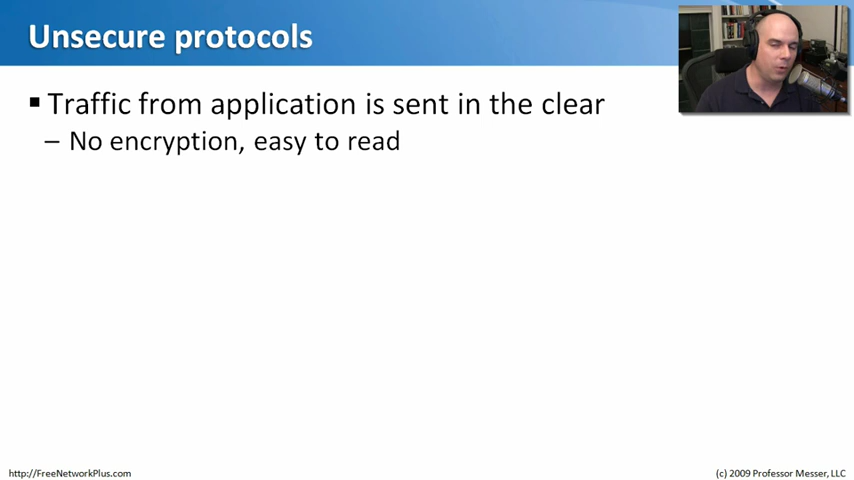 Unsecure protocols
▪ Traffic from application is sent in the clear
– No encryption, easy to read
http://FreeNetworkPlus.com
(c) 2009 Professor Messer, LLC